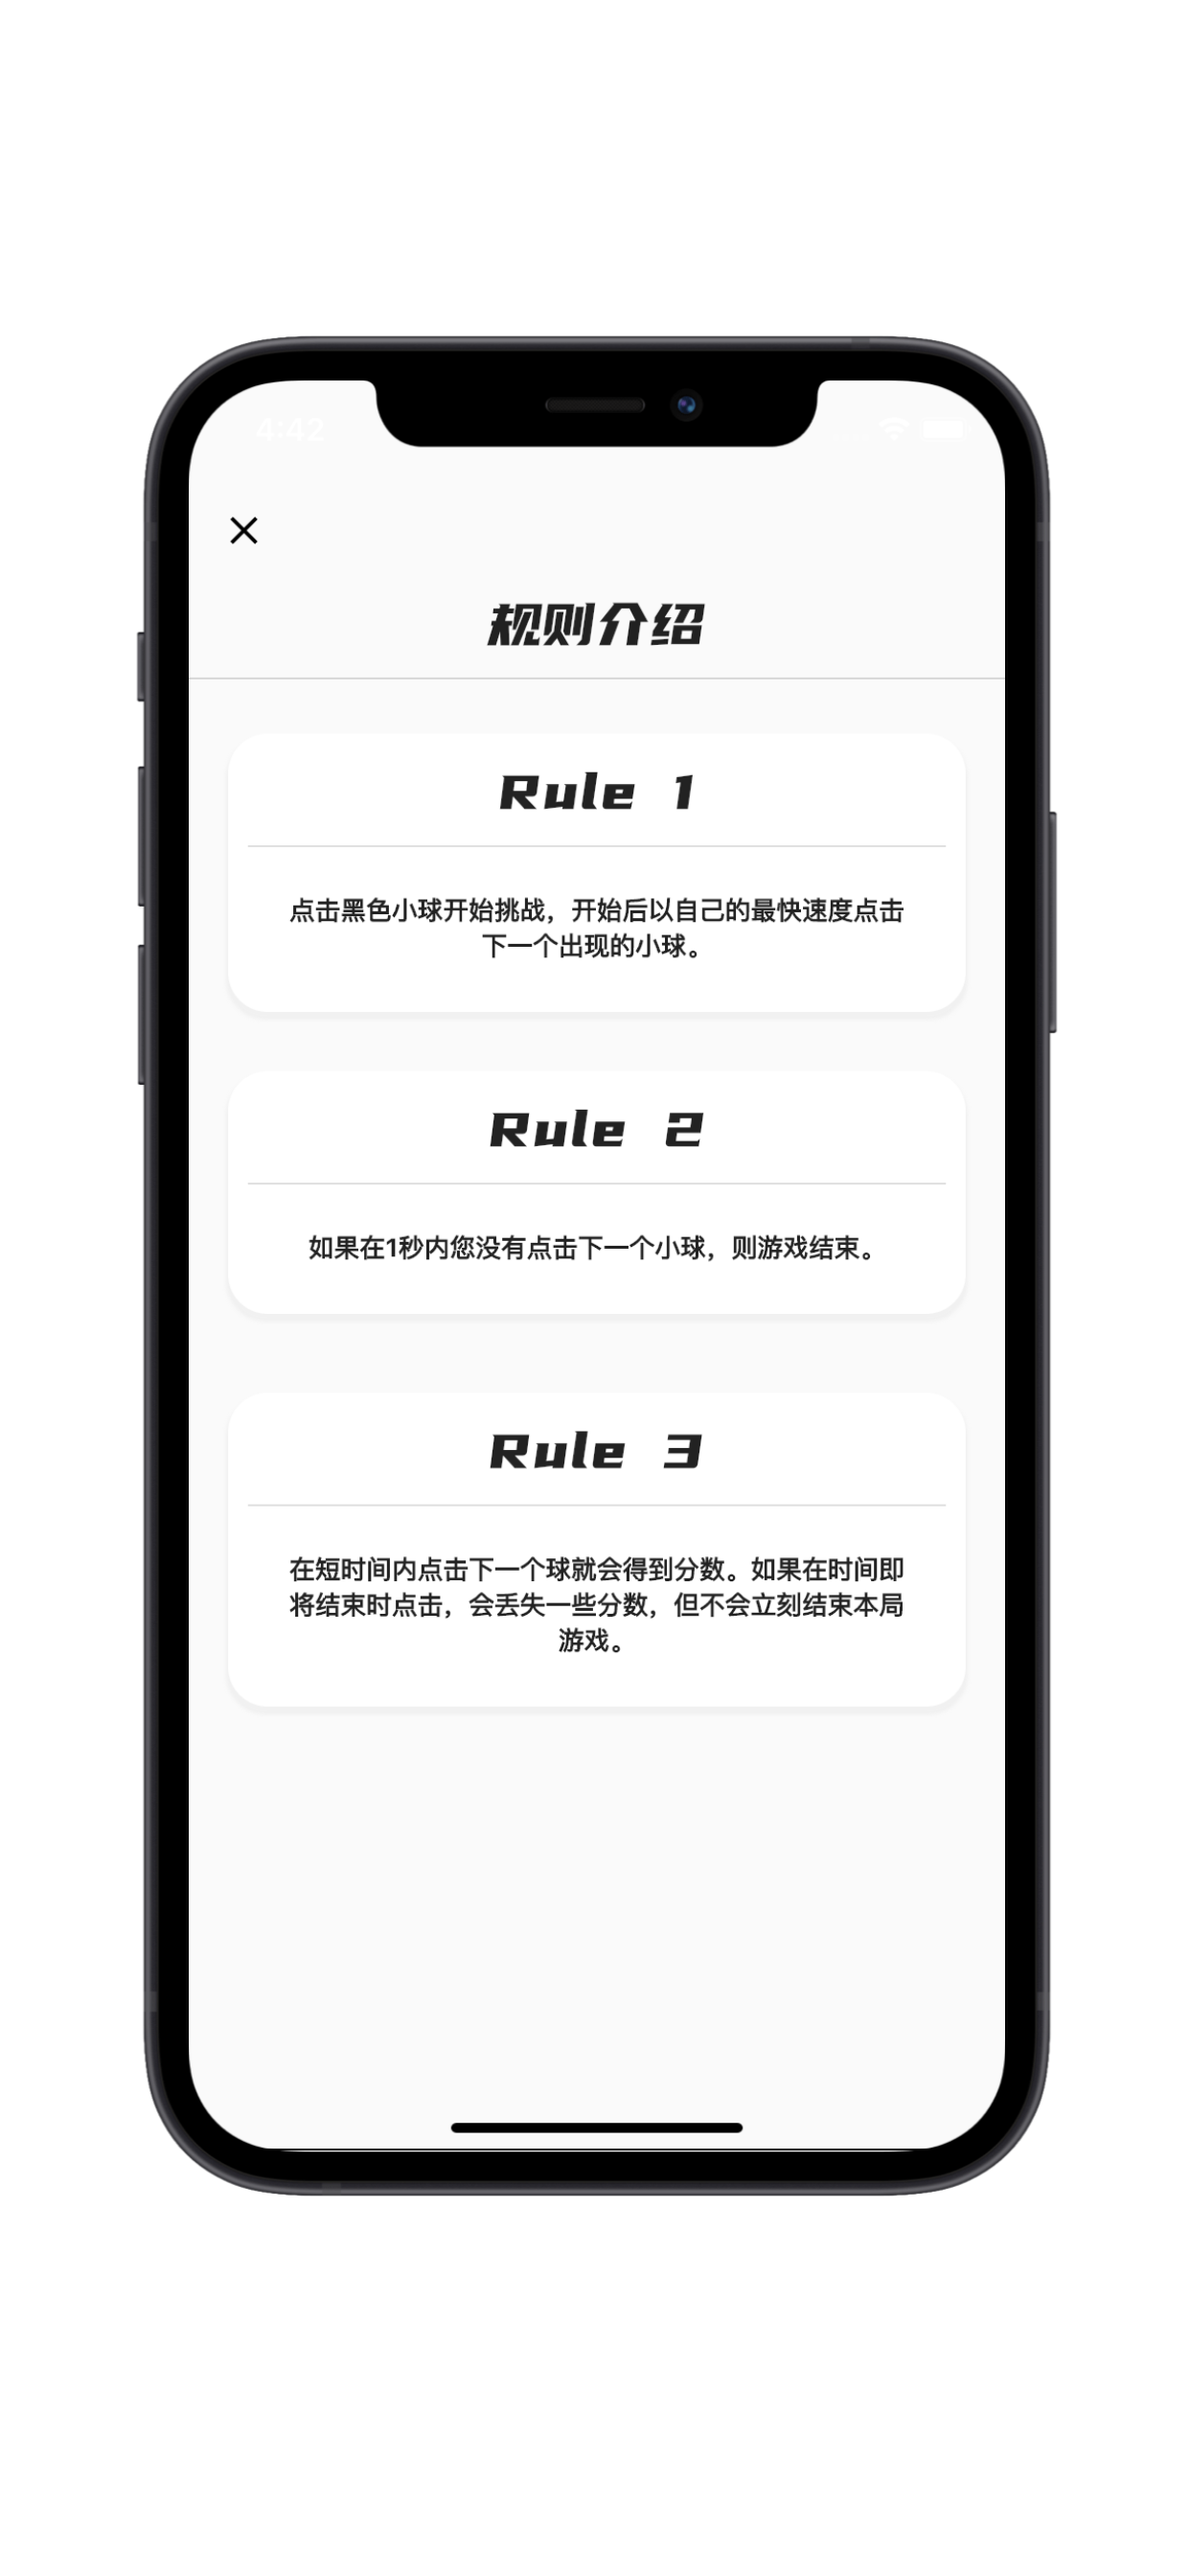 4:42
规则介绍
Rule 1
点击黑色小球开始挑战，开始后以自己的最快速度点击
下一个出现的小球。
Rule 2
如果在1秒内您没有点击下一个小球，则游戏结束。
Rule 3
在短时间内点击下一个球就会得到分数。如果在时间即
将结束时点击，会丢失一些分数，但不会立刻结束本局
游戏。